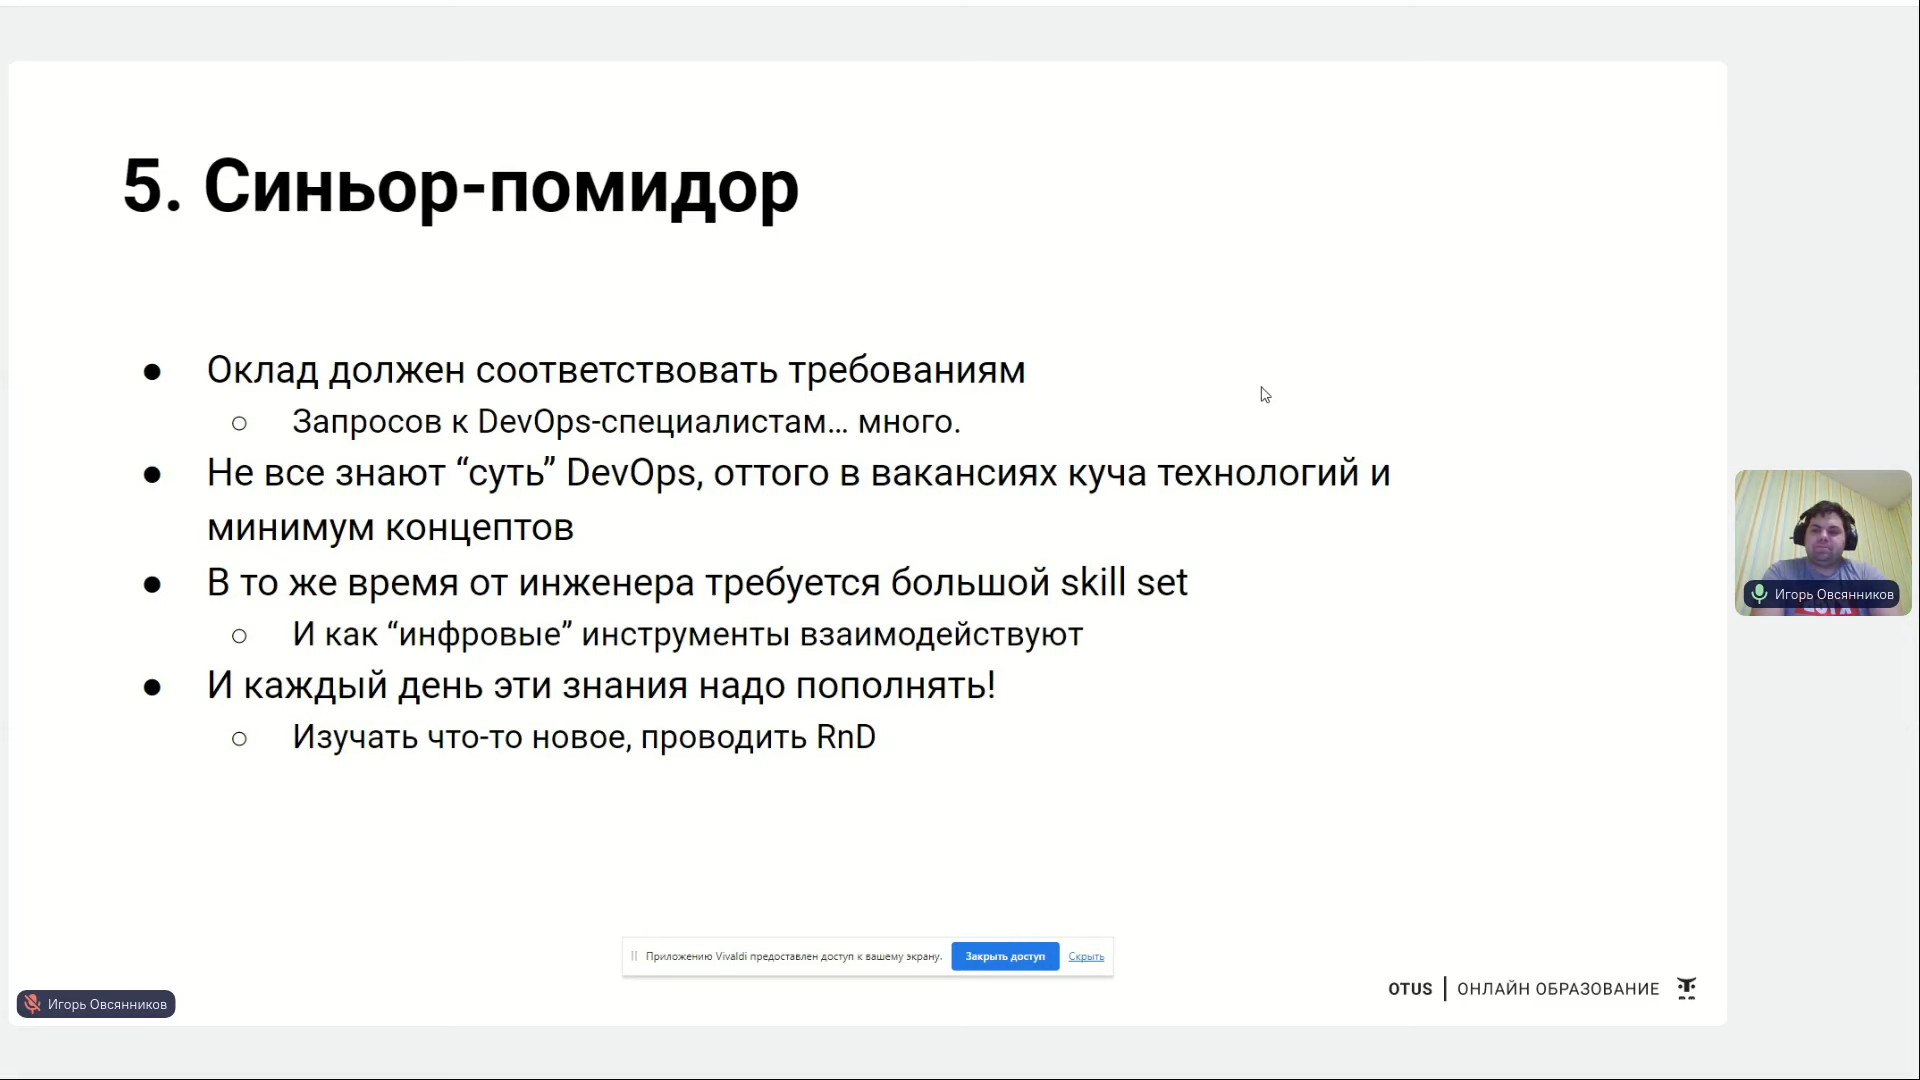 5. Синьор-помидор
● Оклад должен соответствовать требованиям
○ Запросов к DevOps-специалистам… много.
● Не все знают “суть” DevOps, оттого в вакансиях куча технологий и
минимум концептов
● В то же время от инженера требуется большой skill set
○ И как “инфровые” инструменты взаимодействуют
● И каждый день эти знания надо пополнять!
○ Изучать что-то новое, проводить RnD
Игорь Овсянников
Приложению Vivaldi предоставлен доступ к вашему экрану. Закрыть доступ Скрыть
OTUS | ОНЛАЙН ОБРАЗОВАНИЕ
Игорь Овсянников